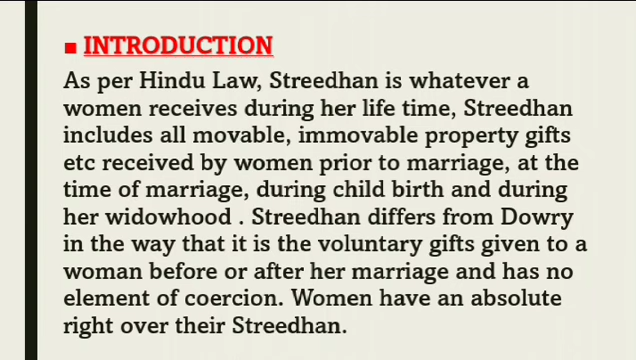 INTRODUCTION
As per Hindu Law, Streedhan is whatever a
women receives during her life time, Streedhan
includes all movable, immovable property gifts
etc received by women prior to marriage, at the
time of marriage, during child birth and during
her widowhood . Streedhan differs from Dowry
in the way that it is the voluntary gifts given to a
woman before or after her marriage and has no
element of coercion. Women have an absolute
right over their Streedhan.